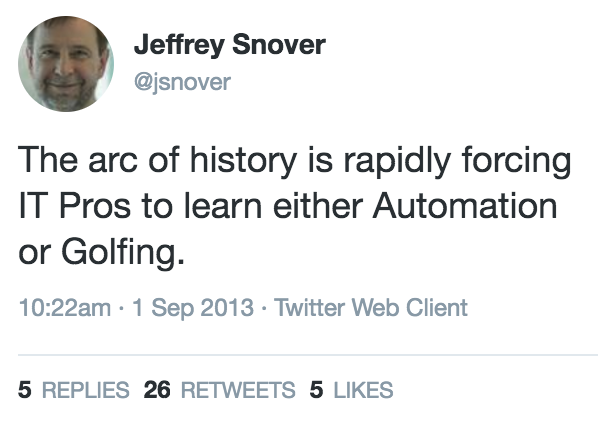 Jeffrey Snover
@jsnover
The arc of history is rapidly forcing
IT Pros to learn either Automation
or Golfing.
10:22am · 1 Sep 2013 · Twitter Web Client
5 REPLIES 26 RETWEETS 5 LIKES